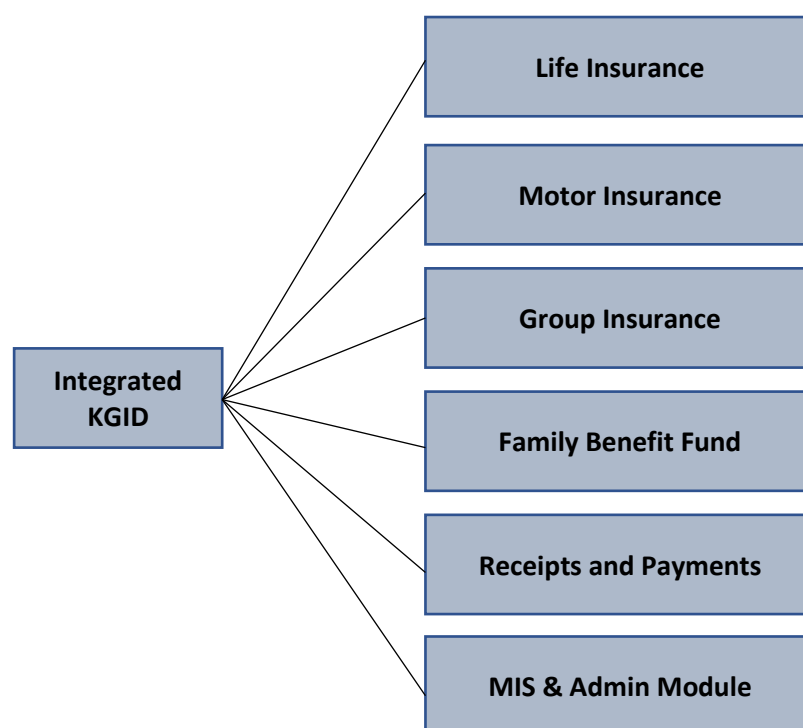 Life Insurance
Motor Insurance
Group Insurance
Integrated
KGID
Family Benefit Fund
Receipts and Payments
MIS & Admin Module